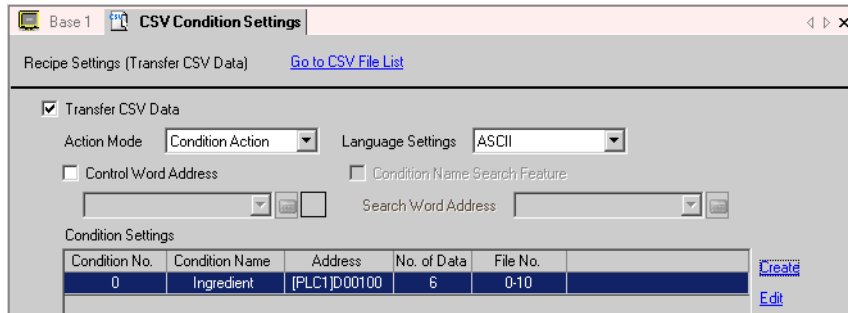 Base 1 CSV Condition Settings
Recipe Settings (Transfer CSV Data) Go to CSV File List
Transfer CSV Data
Action Mode Condition Action Language Settings ASCII
Control Word Address Condition Name Search Feature
Search Word Address
Condition Settings
Condition No. Condition Name Address No. of Data File No.
0 Ingredient [PLC1]D00100 6 0-10
Create
Edit